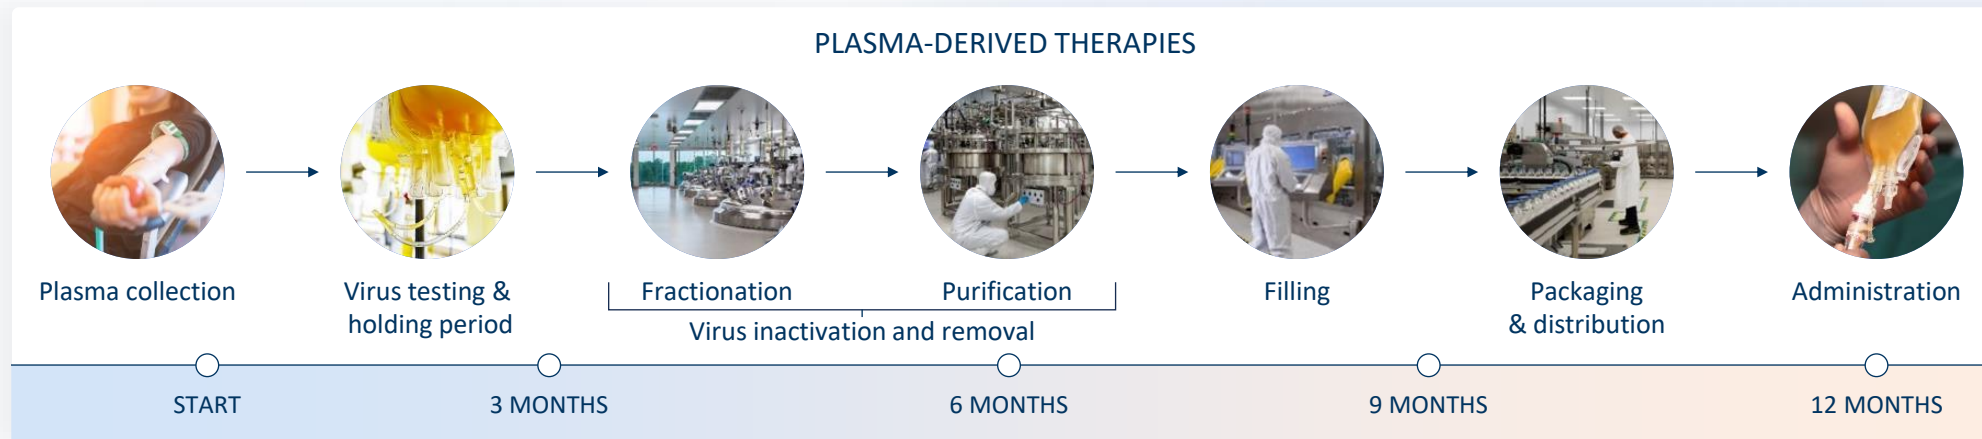 PLASMA-DERIVED THERAPIES
Plasma collection
Virus testing &
holding period
Fractionation
Purification
Virus inactivation and removal
Filling
Packaging
& distribution
Administration
START
3 MONTHS
6 MONTHS
9 MONTHS
12 MONTHS